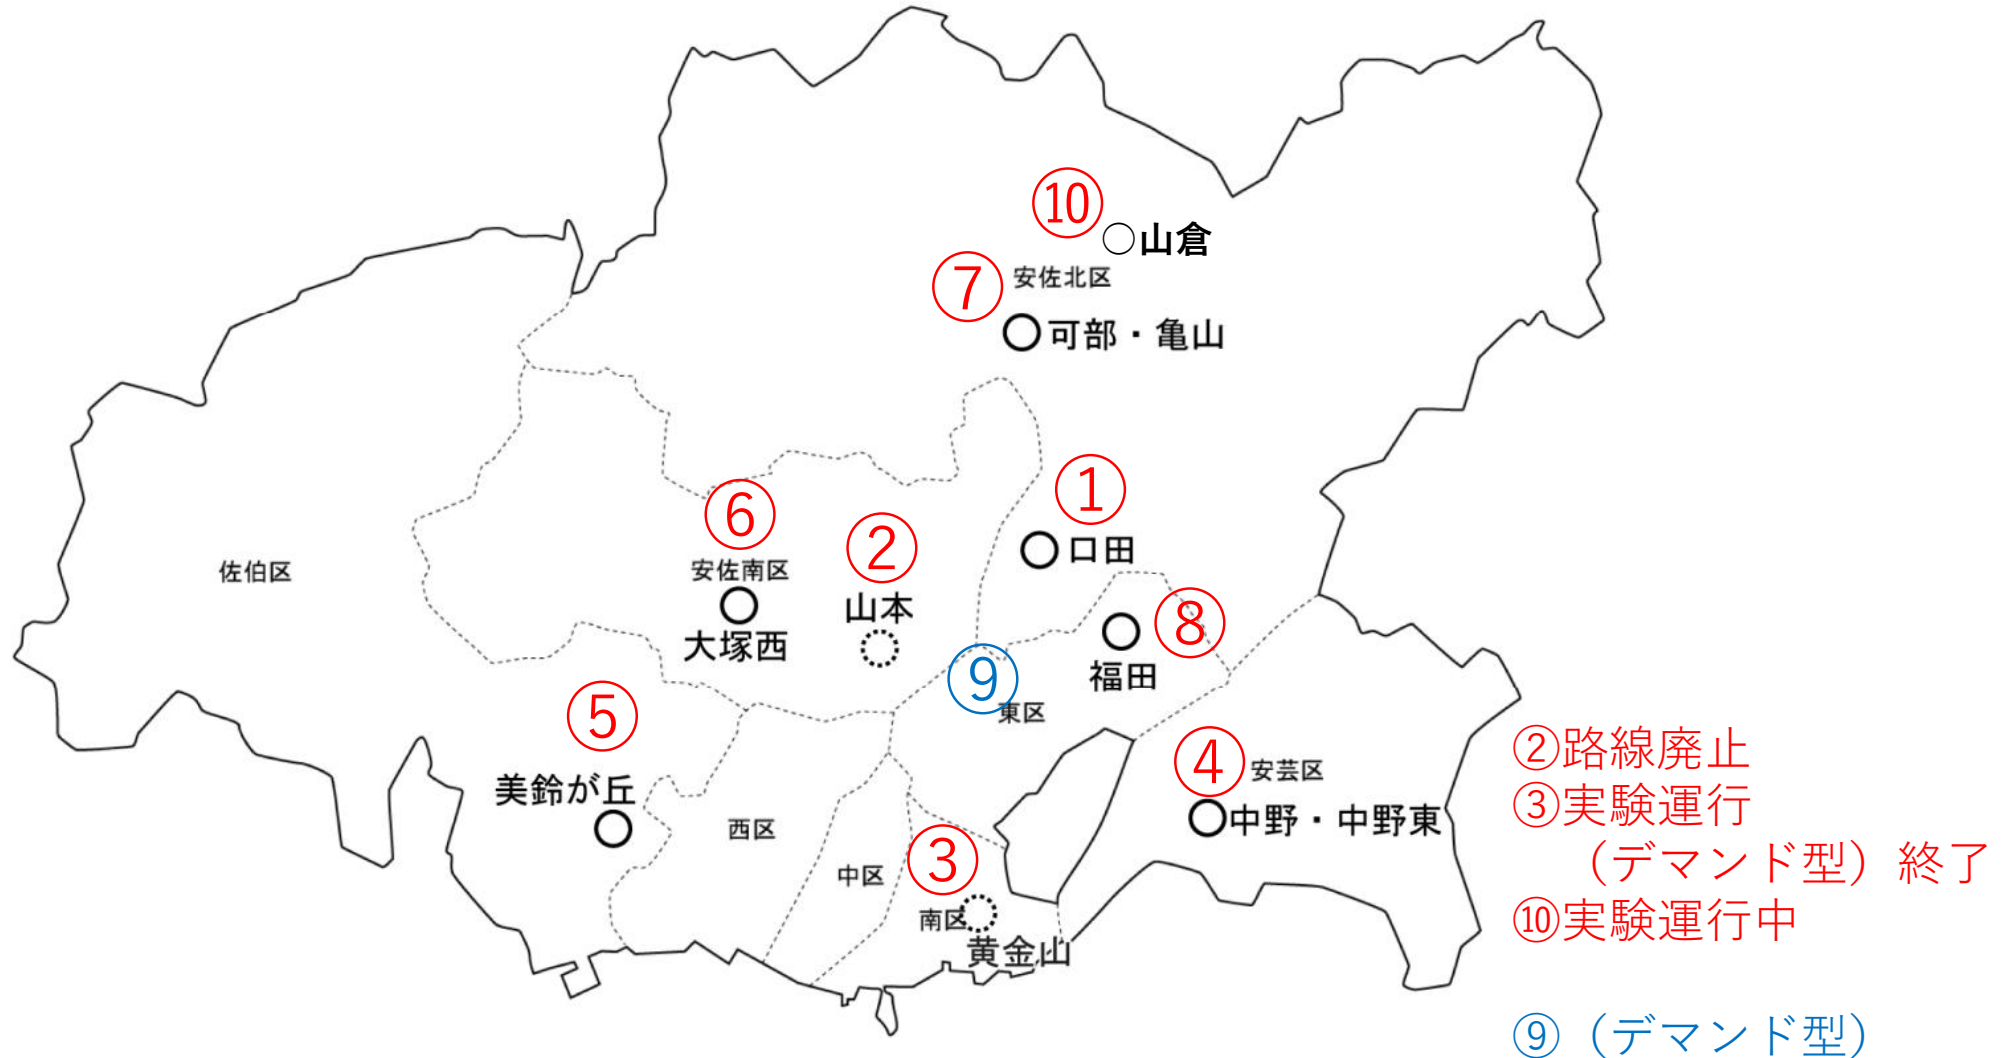 ⑩
○山倉
⑦
安佐北区
可部・亀山
①
口田
⑥
②
安佐南区
山本
大塚西
佐伯区
⑧
福田
⑨
東区
⑤
美鈴が丘
④
安芸区
中野・中野東
西区
中区
③
南区
黄金山
②路線廃止
③実験運行
（デマンド型）終了
⑩実験運行中
⑨（デマンド型）